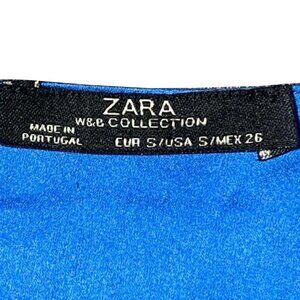 ZARA
W&B COLLECTION
MADE IN
PORTUGAL
EUR S/USA S/MEX 26